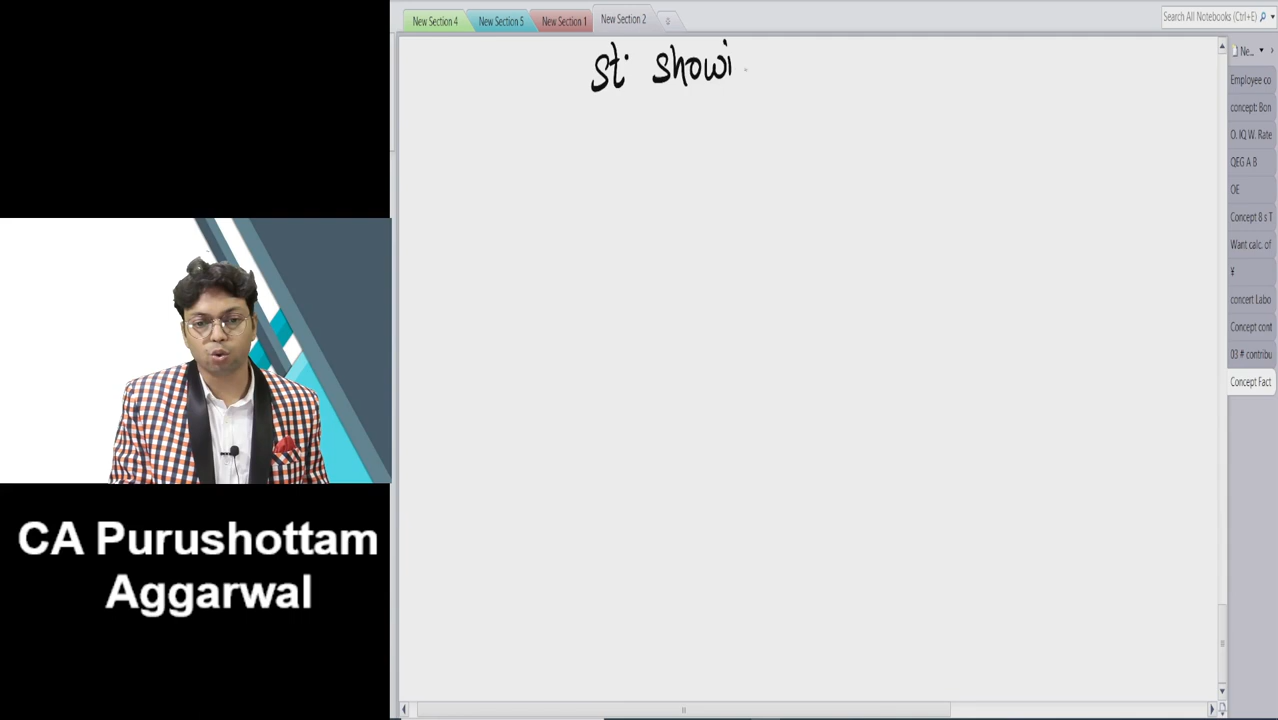 New Section 4 New Section 5 New Section 1 New Section 2
Search All Notebooks (Ctrl+E)
st. showi
Ne...
Employee co
concept: Bon
O. IQ W. Rate
QEG A B
OE
Concept 8 s T
Want calc. of
¥
concert Labo
Concept cont
03 # contribu
Concept Fact
CA Purushottam
Aggarwal